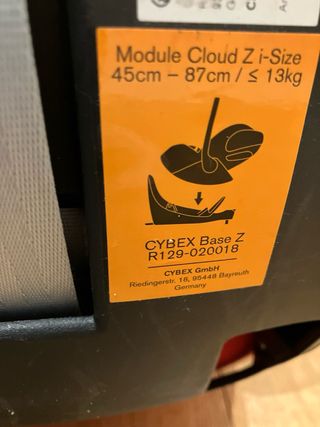 Module Cloud Z i-Size
45cm – 87cm / ≤ 13kg
CYBEX Base Z
R129-020018
CYBEX GmbH
Riedingerstr. 18, 95448 Bayreuth
Germany